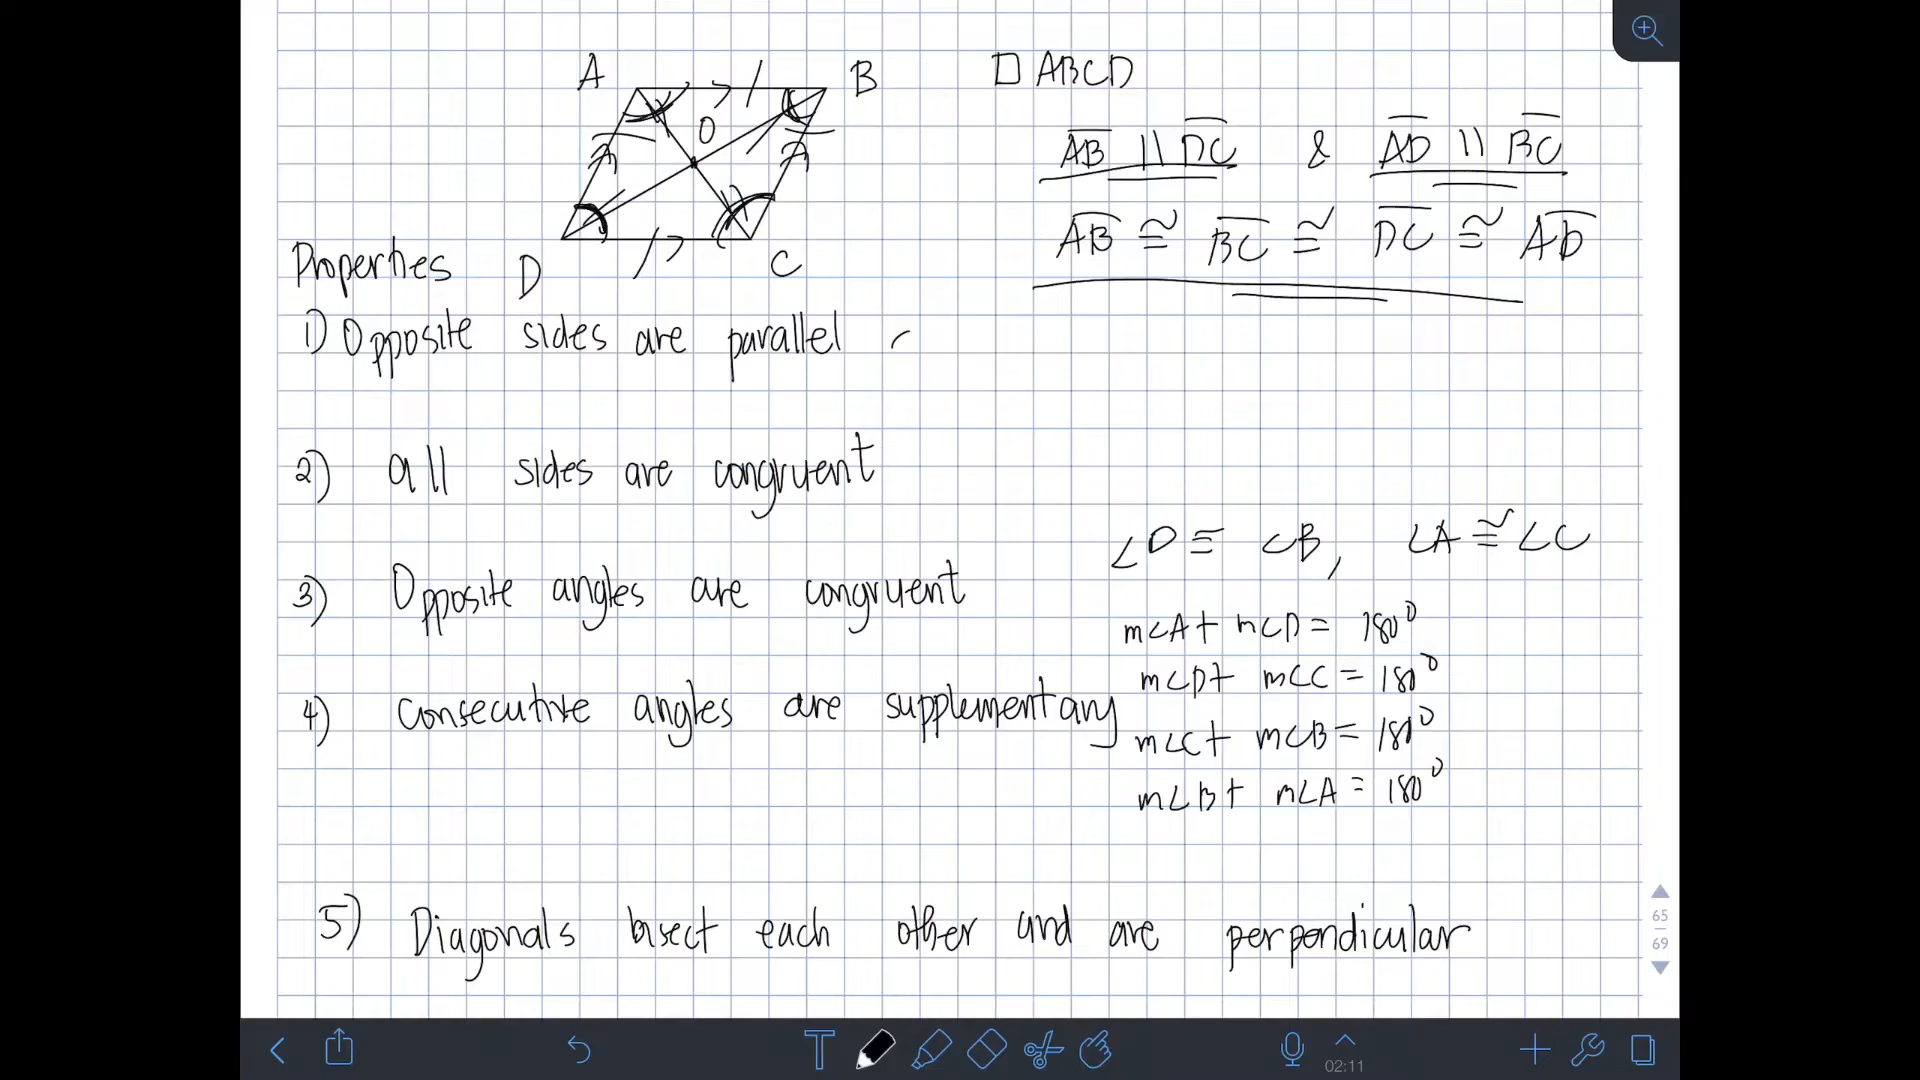 A B
O
D C
□ ABCD
AB || DC & AD || BC
AB ≅ BC ≅ DC ≅ AD
Properties
1) Opposite sides are parallel
2) all sides are congruent
∠D ≡ ∠B, ∠A ≅ ∠C
3) Opposite angles are congruent
m∠A + m∠D = 180°
m∠D + m∠C = 180°
4) Consecutive angles are supplementary
m∠C + m∠B = 180°
m∠B + m∠A = 180°
5) Diagonals bisect each other and are perpendicular
65
69
T
02:11